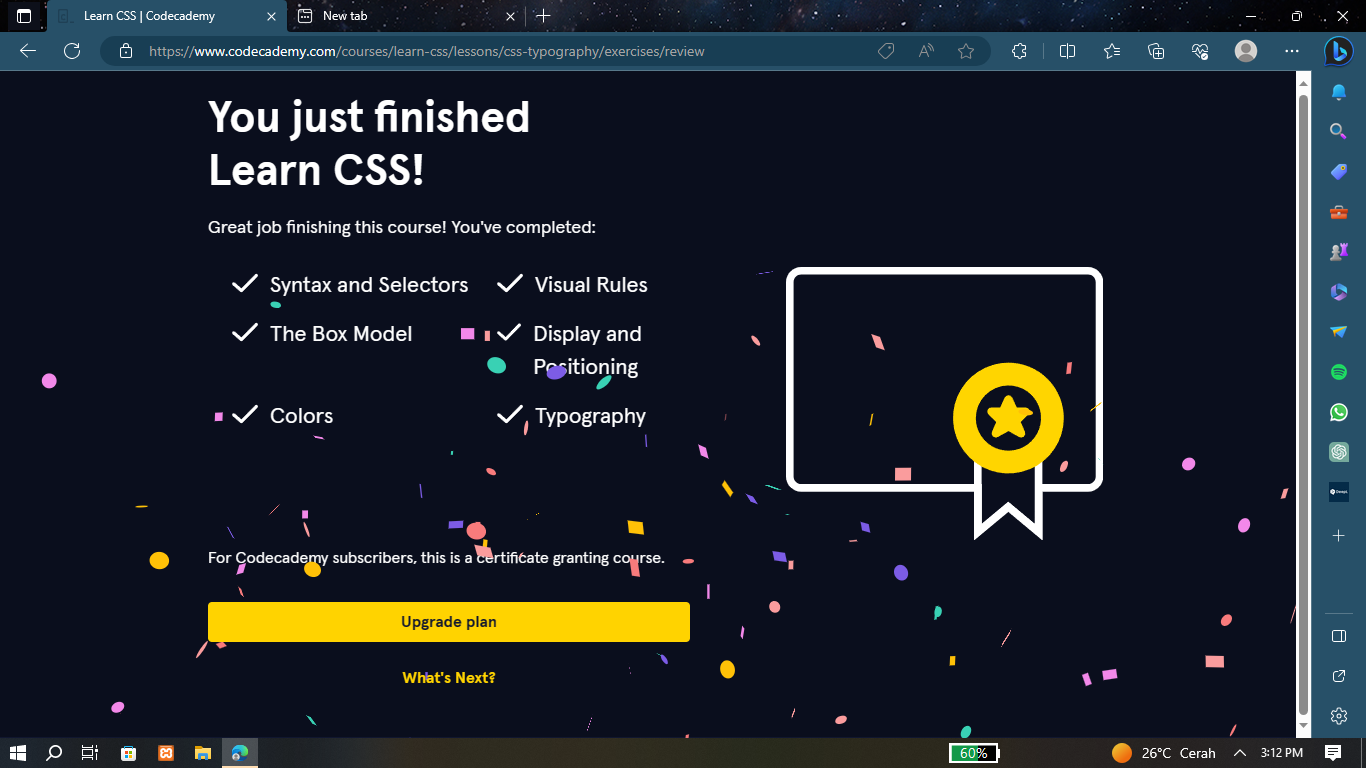 Learn CSS | Codecademy
New tab
https://www.codecademy.com/courses/learn-css/lessons/css-typography/exercises/review
You just finished
Learn CSS!
Great job finishing this course! You've completed:
Syntax and Selectors
Visual Rules
The Box Model
Display and
Positioning
Colors
Typography
For Codecademy subscribers, this is a certificate granting course.
Upgrade plan
What's Next?
60%
26°C Cerah
3:12 PM